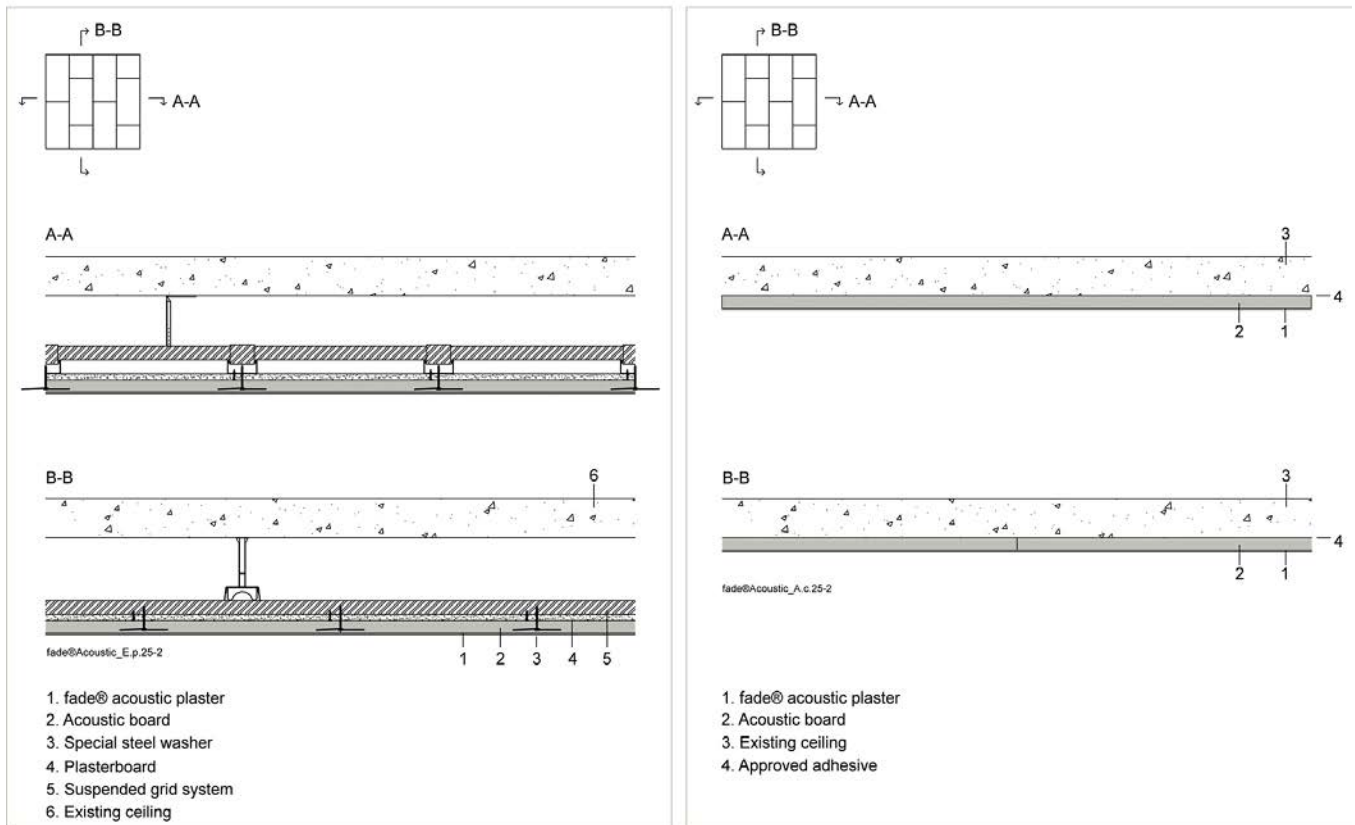 B-B
A-A
A-A
B-B
6
fade®Acoustic_E.p.25-2
1 2 3 4 5
1. fade® acoustic plaster
2. Acoustic board
3. Special steel washer
4. Plasterboard
5. Suspended grid system
6. Existing ceiling
B-B
A-A
A-A
3
4
2 1
B-B
3
4
2 1
fade®Acoustic_A.c.25-2
1. fade® acoustic plaster
2. Acoustic board
3. Existing ceiling
4. Approved adhesive